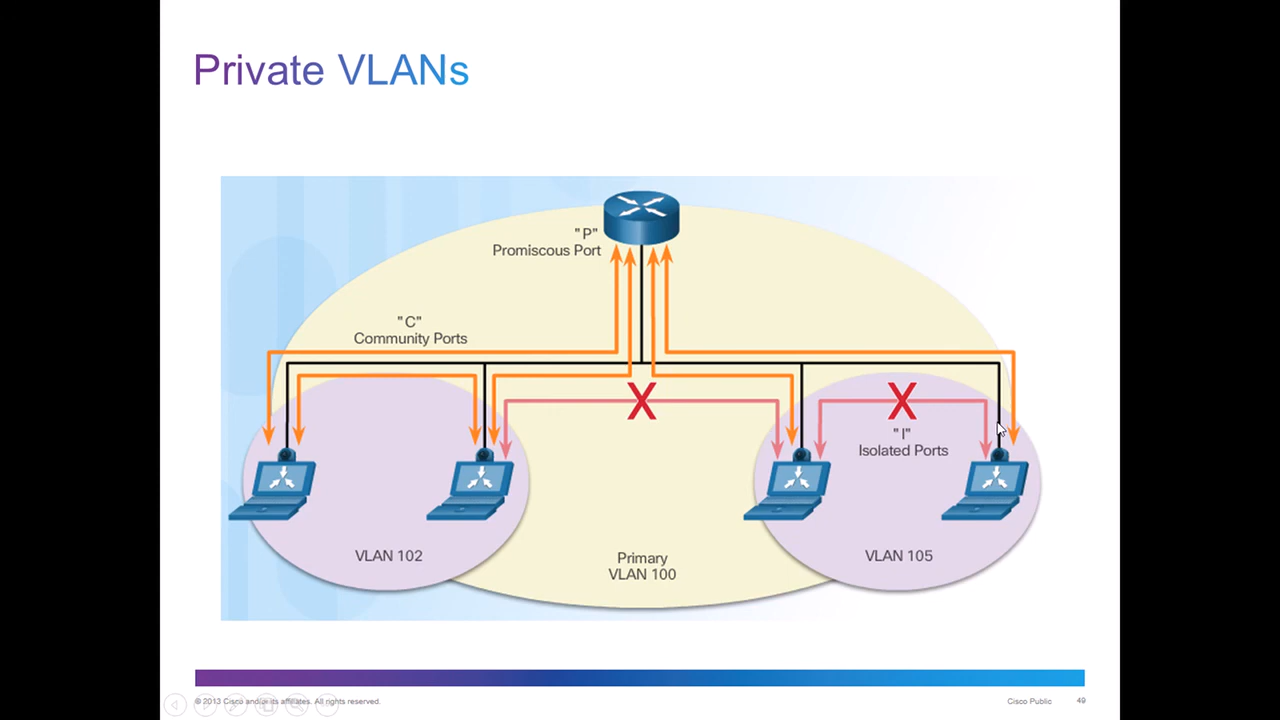 Private VLANs
"P"
Promiscous Port
"C"
Community Ports
X
X
"I"
Isolated Ports
VLAN 102
Primary
VLAN 100
VLAN 105
© 2013 Cisco and/or its affiliates. All rights reserved.
Cisco Public
49